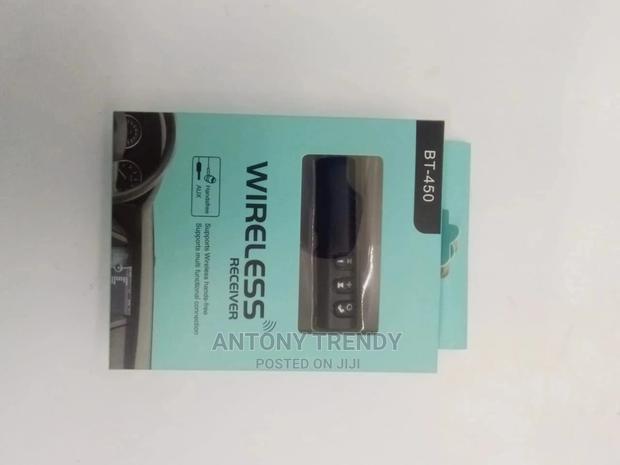 BT-450
WIRELESS
RECEIVER
Handsfree
AUX
Supports Wireless hands-free
Supports multi functional connection
ANTONY TRENDY
POSTED ON JIJI